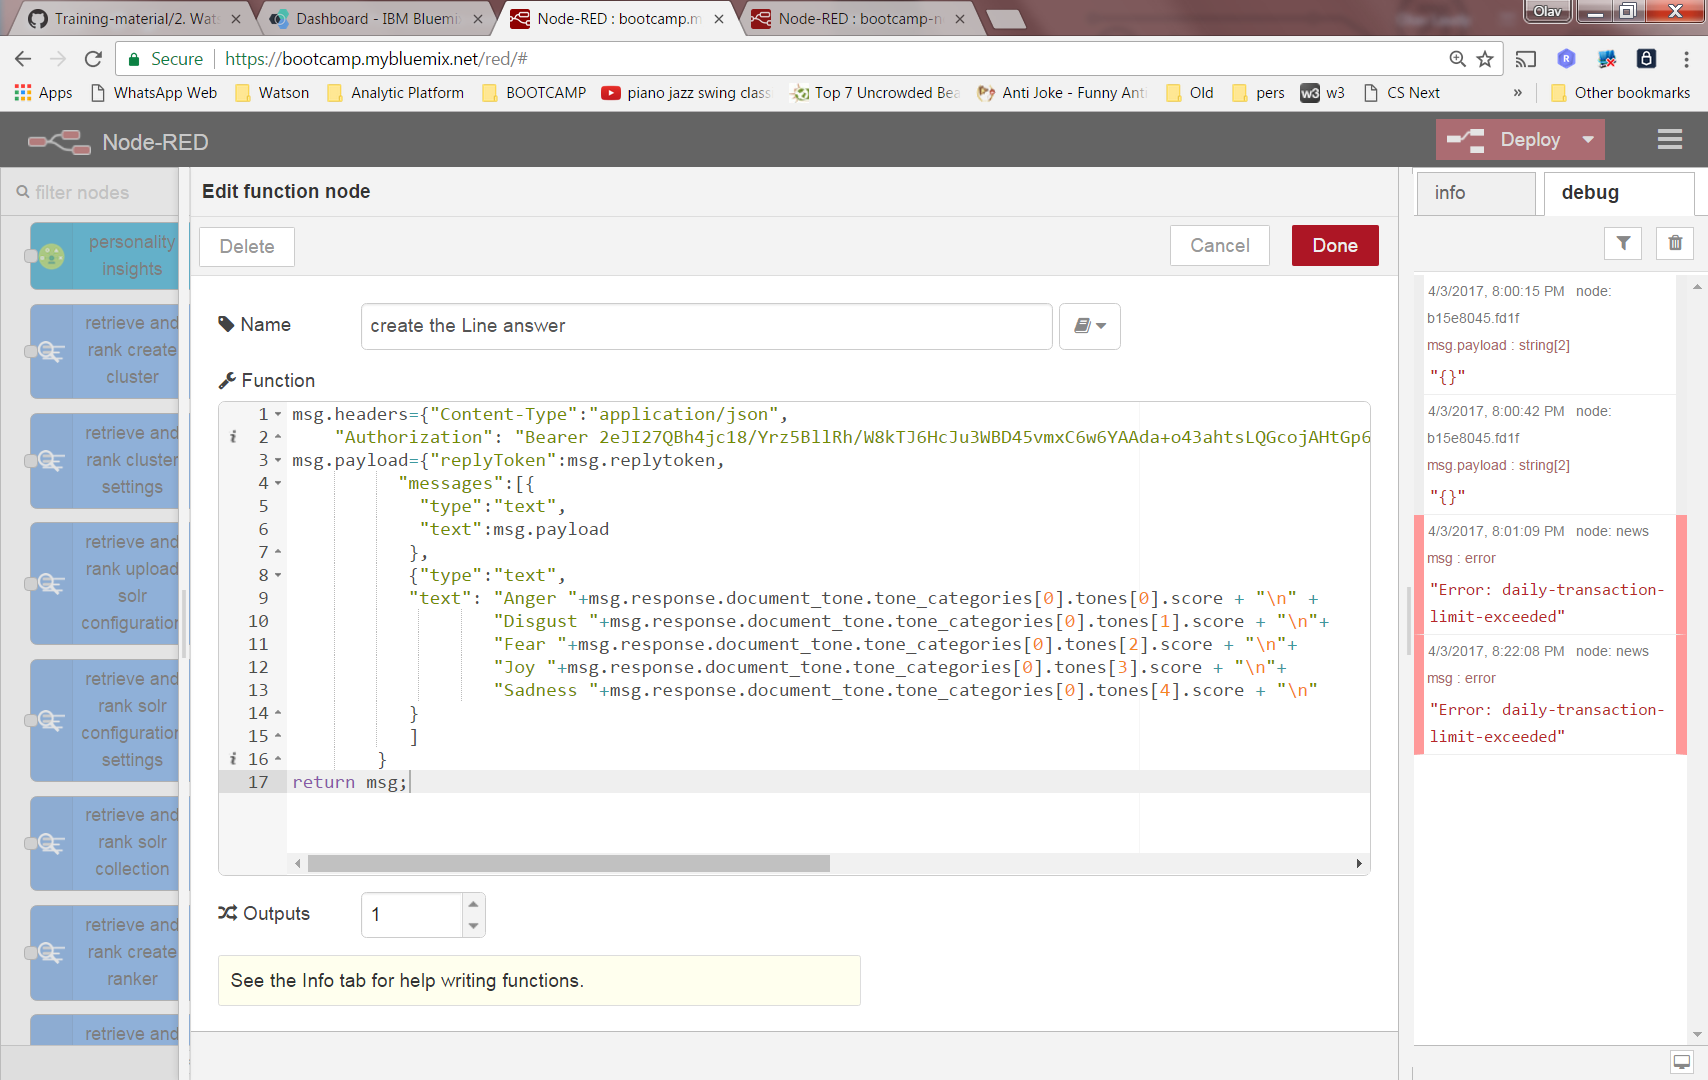 Training-material/2. Wats
Dashboard - IBM Bluemi
Node-RED : bootcamp.m
Node-RED : bootcamp-n
Olav
Secure
https://bootcamp.mybluemix.net/red/#
Apps
WhatsApp Web
Watson
Analytic Platform
BOOTCAMP
piano jazz swing class
Top 7 Uncrowded Bea
Anti Joke - Funny Anti
Old
pers
w3 w3
CS Next
»
Other bookmarks
Node-RED
Deploy
filter nodes
personality
insights
retrieve and
rank create
cluster
retrieve and
rank cluster
settings
retrieve and
rank upload
solr
configuration
retrieve and
rank solr
configuration
settings
retrieve and
rank solr
collection
retrieve and
rank create
ranker
retrieve and
Edit function node
Delete
Cancel
Done
Name
create the Line answer
Function
1 msg.headers={"Content-Type":"application/json",
2 "Authorization": "Bearer 2eJI27QBh4jc18/Yrz5BllRh/W8kTJ6HcJu3WBD45vmxC6w6YAAda+o43ahtsLQGcojAHtGp6
3 msg.payload={"replyToken":msg.replytoken,
4 "messages":[{
5 "type":"text",
6 "text":msg.payload
7 },
8 {"type":"text",
9 "text": "Anger "+msg.response.document_tone.tone_categories[0].tones[0].score + "\n" +
10 "Disgust "+msg.response.document_tone.tone_categories[0].tones[1].score + "\n"+
11 "Fear "+msg.response.document_tone.tone_categories[0].tones[2].score + "\n"+
12 "Joy "+msg.response.document_tone.tone_categories[0].tones[3].score + "\n"+
13 "Sadness "+msg.response.document_tone.tone_categories[0].tones[4].score + "\n"
14 }
15 ]
16 }
17 return msg;
Outputs
1
See the Info tab for help writing functions.
info
debug
4/3/2017, 8:00:15 PM node:
b15e8045.fd1f
msg.payload : string[2]
"{}"
4/3/2017, 8:00:42 PM node:
b15e8045.fd1f
msg.payload : string[2]
"{}"
4/3/2017, 8:01:09 PM node: news
msg : error
"Error: daily-transaction-
limit-exceeded"
4/3/2017, 8:22:08 PM node: news
msg : error
"Error: daily-transaction-
limit-exceeded"